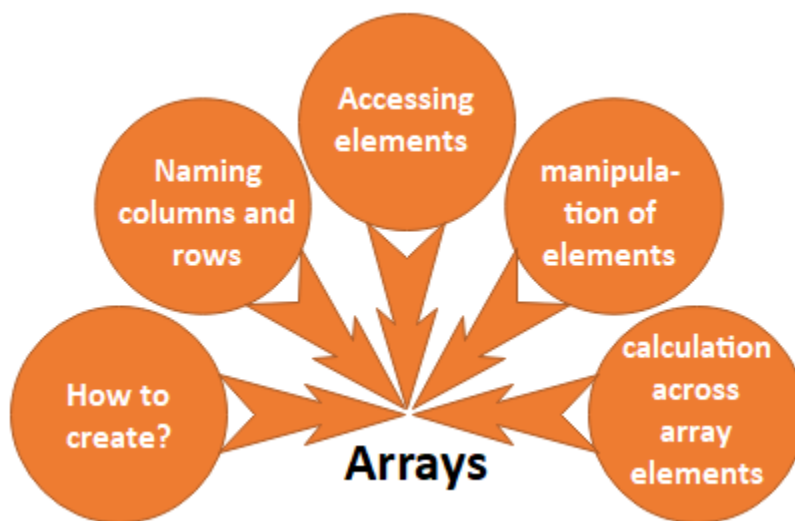 How to
create?
Naming
columns and
rows
Accessing
elements
manipula-
tion of
elements
calculation
across
array
elements
Arrays